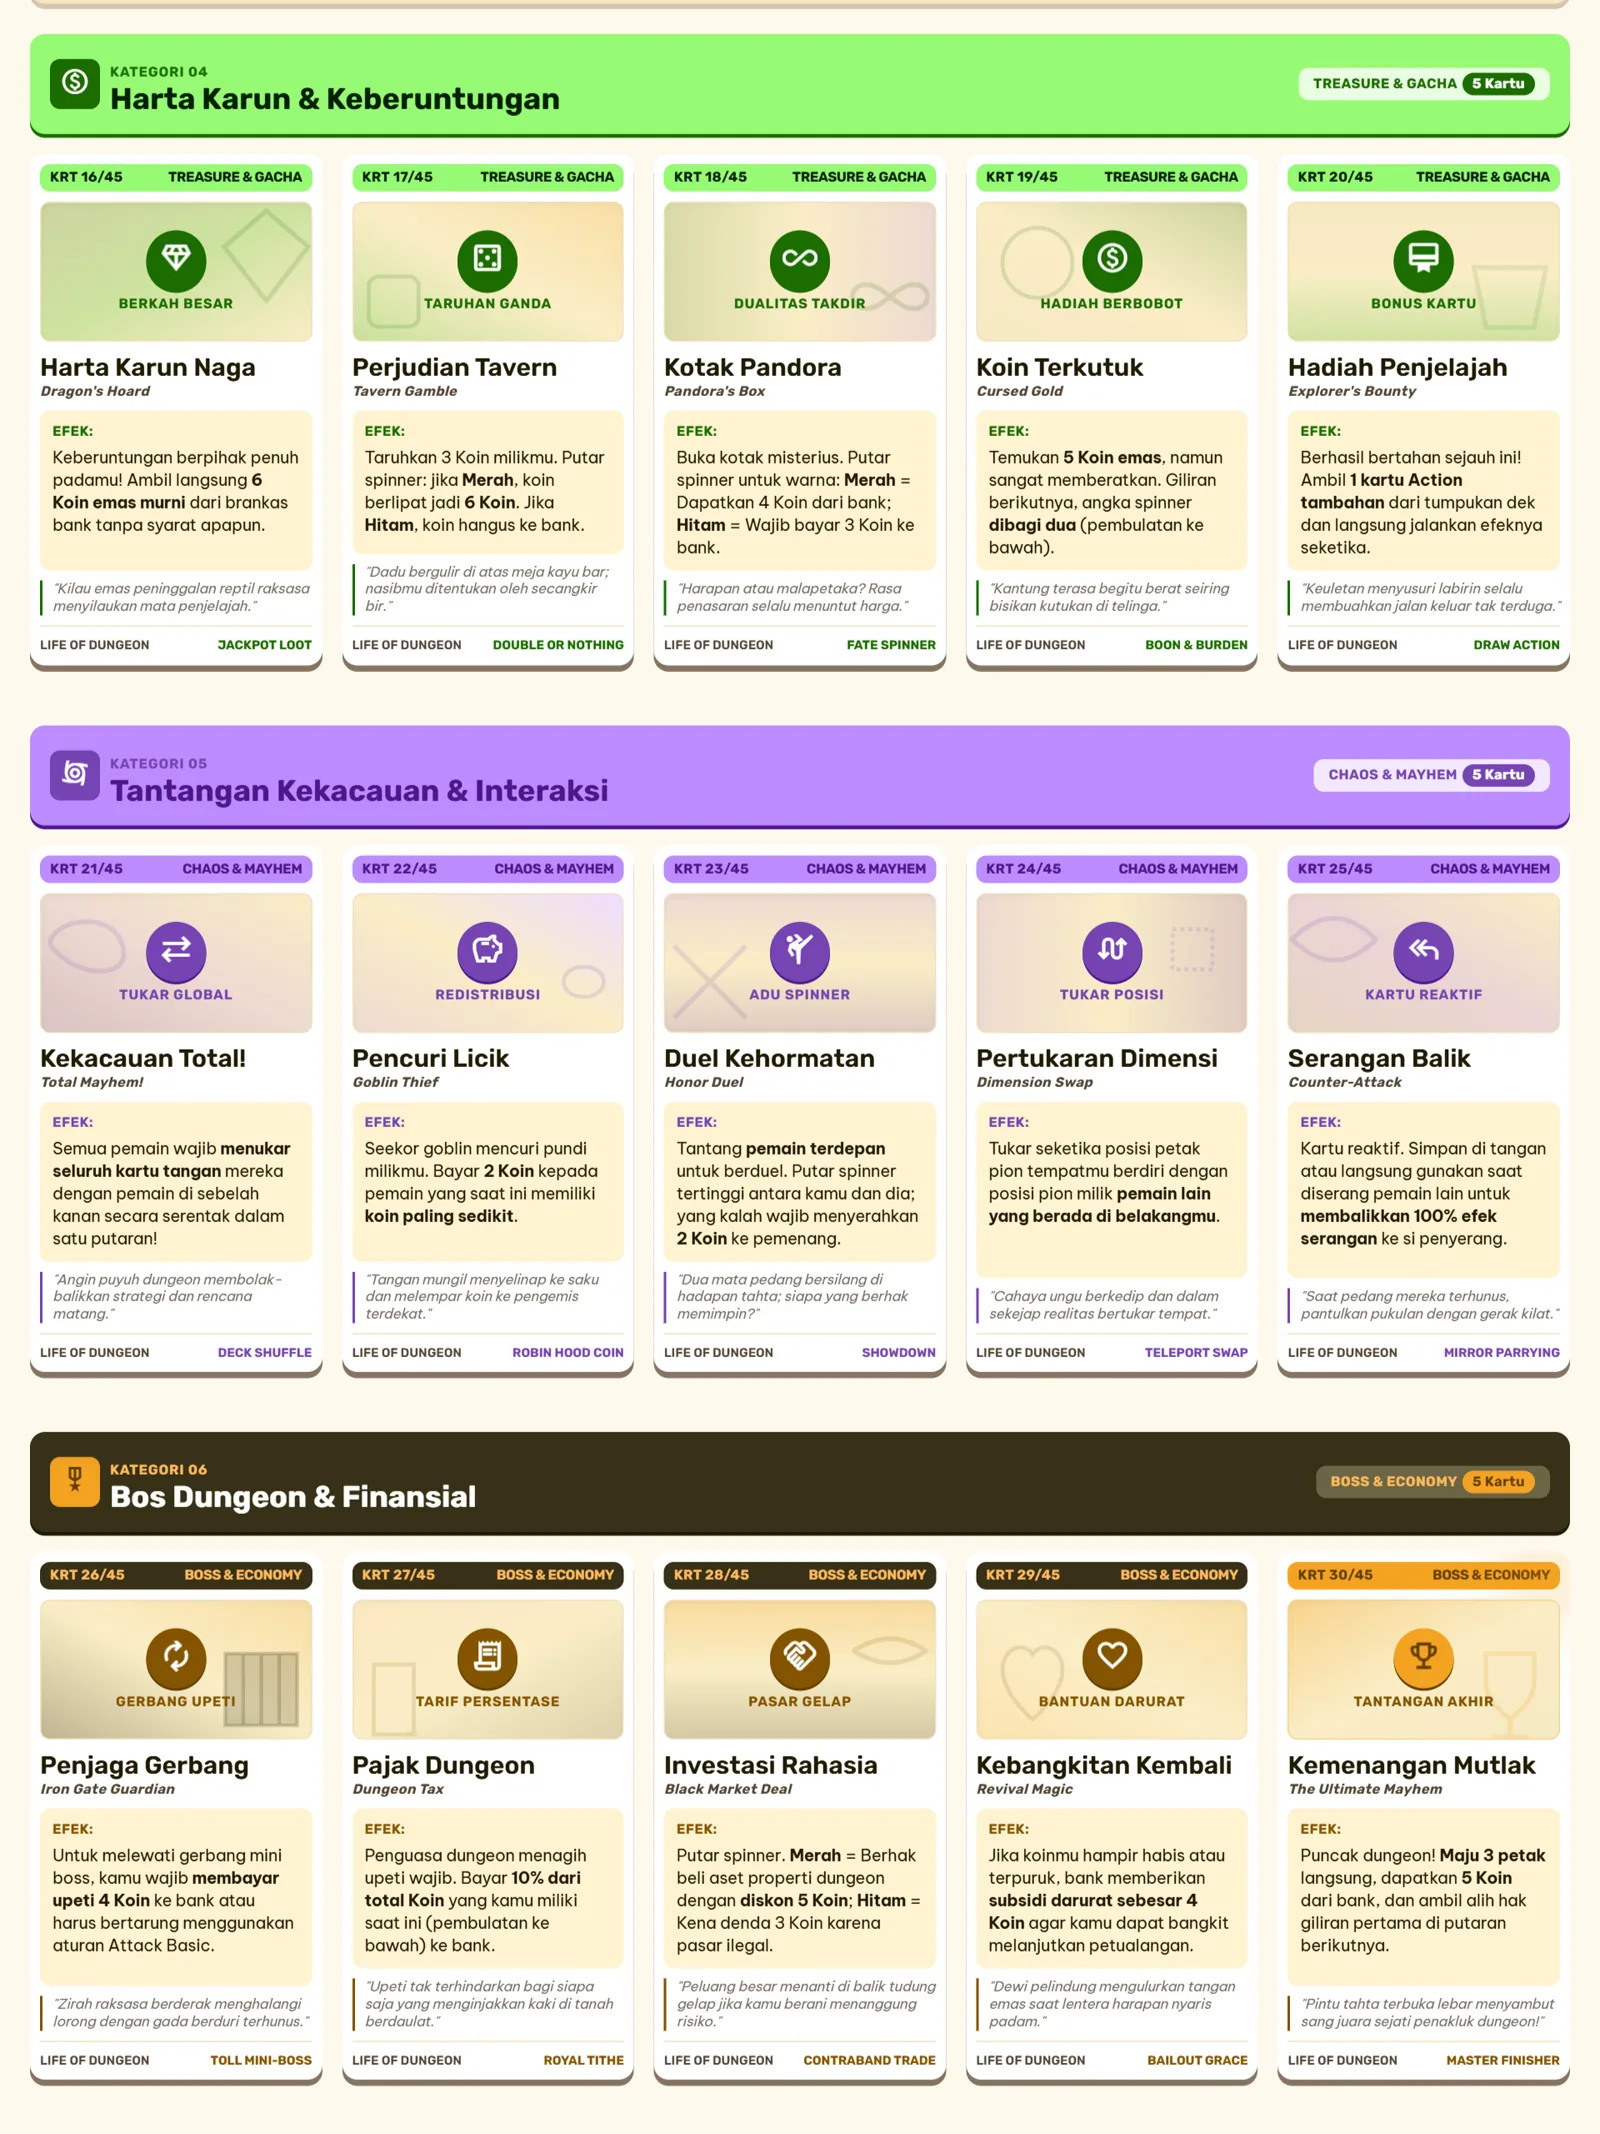 KATEGORI 04
Harta Karun & Keberuntungan
TREASURE & GACHA 5 Kartu
KRT 16/45 TREASURE & GACHA
BERKAH BESAR
Harta Karun Naga
Dragon's Hoard
EFEK:
Keberuntungan berpihak penuh
padamu! Ambil langsung 6
Koin emas murni dari brankas
bank tanpa syarat apapun.
"Kilau emas peninggalan reptil raksasa
menyilaukan mata penjelajah."
LIFE OF DUNGEON JACKPOT LOOT
KRT 17/45 TREASURE & GACHA
TARUHAN GANDA
Perjudian Tavern
Tavern Gamble
EFEK:
Taruhkan 3 Koin milikmu. Putar
spinner: jika Merah, koin
berlipat jadi 6 Koin. Jika
Hitam, koin hangus ke bank.
"Dadu bergulir di atas meja kayu bar;
nasibmu ditentukan oleh secangkir
bir."
LIFE OF DUNGEON DOUBLE OR NOTHING
KRT 18/45 TREASURE & GACHA
DUALITAS TAKDIR
Kotak Pandora
Pandora's Box
EFEK:
Buka kotak misterius. Putar
spinner untuk warna: Merah =
Dapatkan 4 Koin dari bank;
Hitam = Wajib bayar 3 Koin ke
bank.
"Harapan atau malapetaka? Rasa
penasaran selalu menuntut harga."
LIFE OF DUNGEON FATE SPINNER
KRT 19/45 TREASURE & GACHA
HADIAH BERBOBOT
Koin Terkutuk
Cursed Gold
EFEK:
Temukan 5 Koin emas, namun
sangat memberatkan. Giliran
berikutnya, angka spinner
dibagi dua (pembulatan ke
bawah).
"Kantung terasa begitu berat seiring
bisikan kutukan di telinga."
LIFE OF DUNGEON BOON & BURDEN
KRT 20/45 TREASURE & GACHA
BONUS KARTU
Hadiah Penjelajah
Explorer's Bounty
EFEK:
Berhasil bertahan sejauh ini!
Ambil 1 kartu Action
tambahan dari tumpukan dek
dan langsung jalankan efeknya
seketika.
"Keuletan menyusuri labirin selalu
membuahkan jalan keluar tak terduga."
LIFE OF DUNGEON DRAW ACTION
KATEGORI 05
Tantangan Kekacauan & Interaksi
CHAOS & MAYHEM 5 Kartu
KRT 21/45 CHAOS & MAYHEM
TUKAR GLOBAL
Kekacauan Total!
Total Mayhem!
EFEK:
Semua pemain wajib menukar
seluruh kartu tangan mereka
dengan pemain di sebelah
kanan secara serentak dalam
satu putaran!
"Angin puyuh dungeon membolak-
balikkan strategi dan rencana
matang."
LIFE OF DUNGEON DECK SHUFFLE
KRT 22/45 CHAOS & MAYHEM
REDISTRIBUSI
Pencuri Licik
Goblin Thief
EFEK:
Seekor goblin mencuri pundi
milikmu. Bayar 2 Koin kepada
pemain yang saat ini memiliki
koin paling sedikit.
"Tangan mungil menyelinap ke saku
dan melempar koin ke pengemis
terdekat."
LIFE OF DUNGEON ROBIN HOOD COIN
KRT 23/45 CHAOS & MAYHEM
ADU SPINNER
Duel Kehormatan
Honor Duel
EFEK:
Tantang pemain terdepan
untuk berduel. Putar spinner
tertinggi antara kamu dan dia;
yang kalah wajib menyerahkan
2 Koin ke pemenang.
"Dua mata pedang bersilang di
hadapan tahta; siapa yang berhak
memimpin?"
LIFE OF DUNGEON SHOWDOWN
KRT 24/45 CHAOS & MAYHEM
TUKAR POSISI
Pertukaran Dimensi
Dimension Swap
EFEK:
Tukar seketika posisi petak
pion tempatmu berdiri dengan
posisi pion milik pemain lain
yang berada di belakangmu.
"Cahaya ungu berkedip dan dalam
sekejap realitas bertukar tempat."
LIFE OF DUNGEON TELEPORT SWAP
KRT 25/45 CHAOS & MAYHEM
KARTU REAKTIF
Serangan Balik
Counter-Attack
EFEK:
Kartu reaktif. Simpan di tangan
atau langsung gunakan saat
diserang pemain lain untuk
membalikkan 100% efek
serangan ke si penyerang.
"Saat pedang mereka terhunus,
pantulkan pukulan dengan gerak kilat."
LIFE OF DUNGEON MIRROR PARRYING
KATEGORI 06
Bos Dungeon & Finansial
BOSS & ECONOMY 5 Kartu
KRT 26/45 BOSS & ECONOMY
GERBANG UPETI
Penjaga Gerbang
Iron Gate Guardian
EFEK:
Untuk melewati gerbang mini
boss, kamu wajib membayar
upeti 4 Koin ke bank atau
harus bertarung menggunakan
aturan Attack Basic.
"Zirah raksasa berderak menghalangi
lorong dengan gada berduri terhunus."
LIFE OF DUNGEON TOLL MINI-BOSS
KRT 27/45 BOSS & ECONOMY
TARIF PERSENTASE
Pajak Dungeon
Dungeon Tax
EFEK:
Penguasa dungeon menagih
upeti wajib. Bayar 10% dari
total Koin yang kamu miliki
saat ini (pembulatan ke
bawah) ke bank.
"Upeti tak terhindarkan bagi siapa
saja yang menginjakkan kaki di tanah
berdaulat."
LIFE OF DUNGEON ROYAL TITHE
KRT 28/45 BOSS & ECONOMY
PASAR GELAP
Investasi Rahasia
Black Market Deal
EFEK:
Putar spinner. Merah = Berhak
beli aset properti dungeon
dengan diskon 5 Koin; Hitam =
Kena denda 3 Koin karena
pasar ilegal.
"Peluang besar menanti di balik tudung
gelap jika kamu berani menanggung
risiko."
LIFE OF DUNGEON CONTRABAND TRADE
KRT 29/45 BOSS & ECONOMY
BANTUAN DARURAT
Kebangkitan Kembali
Revival Magic
EFEK:
Jika koinmu hampir habis atau
terpuruk, bank memberikan
subsidi darurat sebesar 4
Koin agar kamu dapat bangkit
melanjutkan petualangan.
"Dewi pelindung mengulurkan tangan
emas saat lentera harapan nyaris
padam."
LIFE OF DUNGEON BAILOUT GRACE
KRT 30/45 BOSS & ECONOMY
TANTANGAN AKHIR
Kemenangan Mutlak
The Ultimate Mayhem
EFEK:
Puncak dungeon! Maju 3 petak
langsung, dapatkan 5 Koin
dari bank, dan ambil alih hak
giliran pertama di putaran
berikutnya.
"Pintu tahta terbuka lebar menyambut
sang juara sejati penakluk dungeon!"
LIFE OF DUNGEON MASTER FINISHER